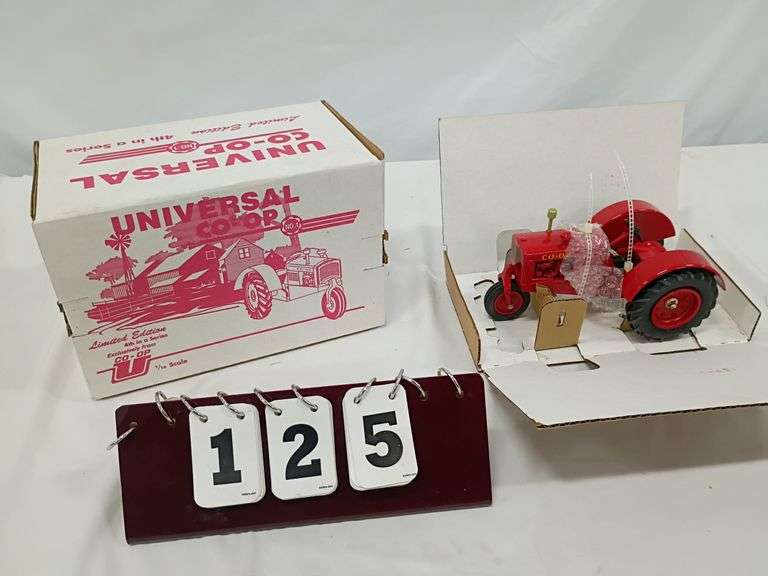 Limited Edition 4th in a Series
UNIVERSAL
CO-OP
NO.3
UNIVERSAL
CO-OP
NO.3
Limited Edition
4th in a Series
Exclusively from
CO-OP
U
1/16 Scale
CO-O
1 2 5